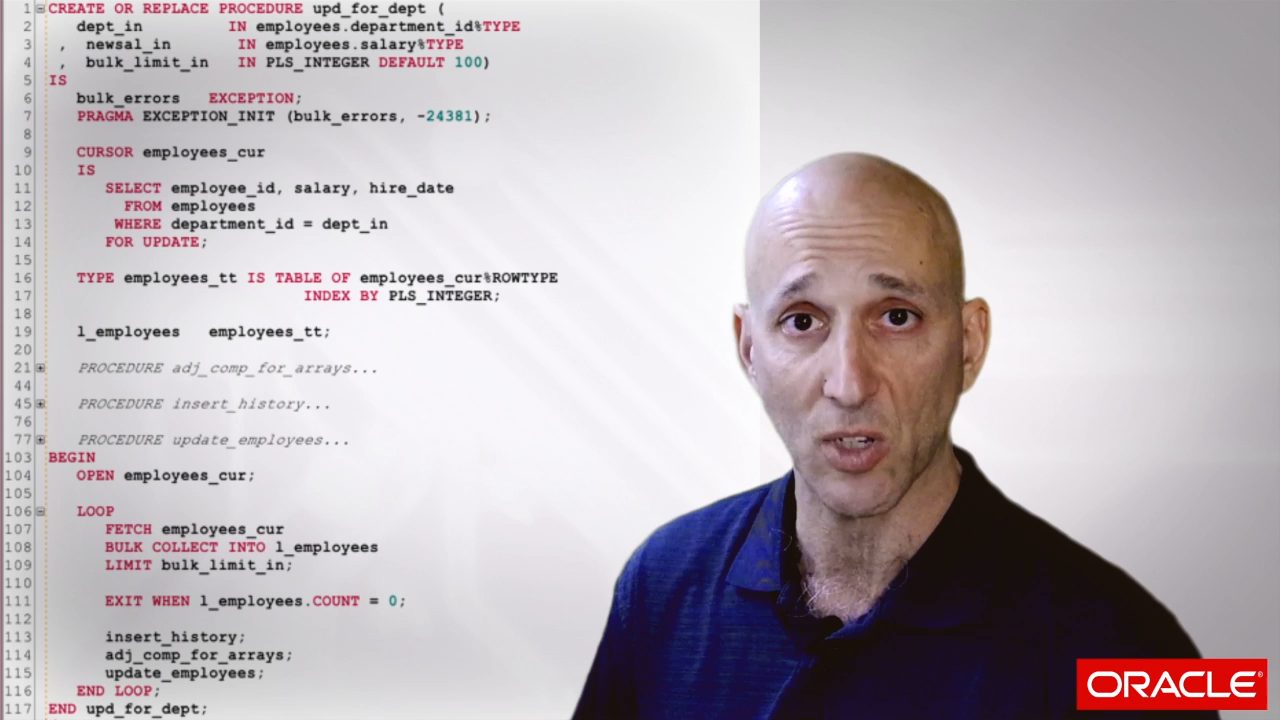 1 CREATE OR REPLACE PROCEDURE upd_for_dept (
2 dept_in IN employees.department_id%TYPE
3 , newsal_in IN employees.salary%TYPE
4 , bulk_limit_in IN PLS_INTEGER DEFAULT 100)
5 IS
6 bulk_errors EXCEPTION;
7 PRAGMA EXCEPTION_INIT (bulk_errors, -24381);
8
9 CURSOR employees_cur
10 IS
11 SELECT employee_id, salary, hire_date
12 FROM employees
13 WHERE department_id = dept_in
14 FOR UPDATE;
15
16 TYPE employees_tt IS TABLE OF employees_cur%ROWTYPE
17 INDEX BY PLS_INTEGER;
18
19 l_employees employees_tt;
20
21 PROCEDURE adj_comp_for_arrays...
44
45 PROCEDURE insert_history...
76
77 PROCEDURE update_employees...
103 BEGIN
104 OPEN employees_cur;
105
106 LOOP
107 FETCH employees_cur
108 BULK COLLECT INTO l_employees
109 LIMIT bulk_limit_in;
110
111 EXIT WHEN l_employees.COUNT = 0;
112
113 insert_history;
114 adj_comp_for_arrays;
115 update_employees;
116 END LOOP;
117 END upd_for_dept;
ORACLE®